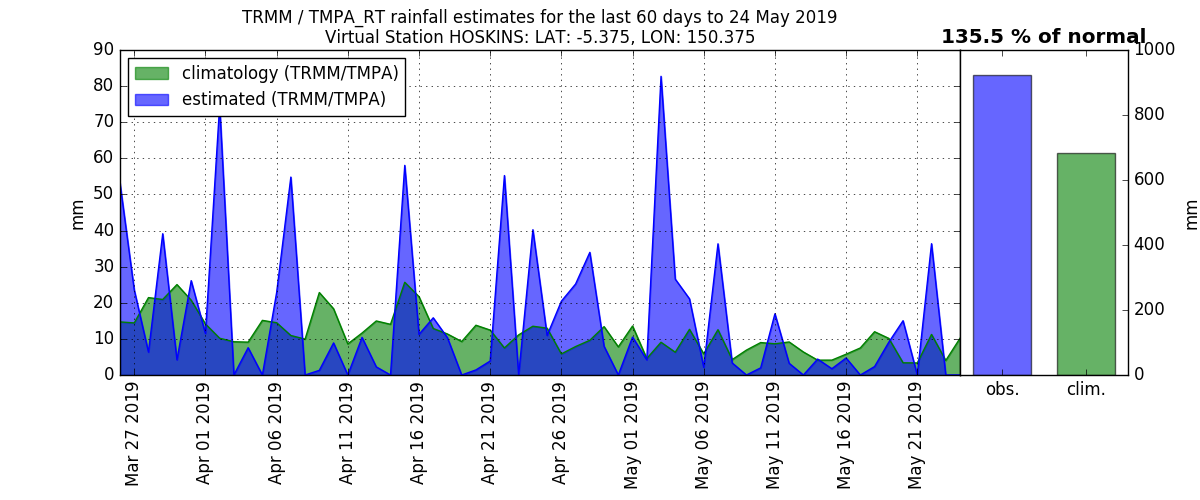 TRMM / TMPA_RT rainfall estimates for the last 60 days to 24 May 2019
Virtual Station HOSKINS: LAT: -5.375, LON: 150.375
135.5 % of normal
climatology (TRMM/TMPA)
estimated (TRMM/TMPA)
90
80
70
60
50
40
30
20
10
0
mm
Mar 27 2019
Apr 01 2019
Apr 06 2019
Apr 11 2019
Apr 16 2019
Apr 21 2019
Apr 26 2019
May 01 2019
May 06 2019
May 11 2019
May 16 2019
May 21 2019
obs.
clim.
1000
800
600
400
200
0
mm